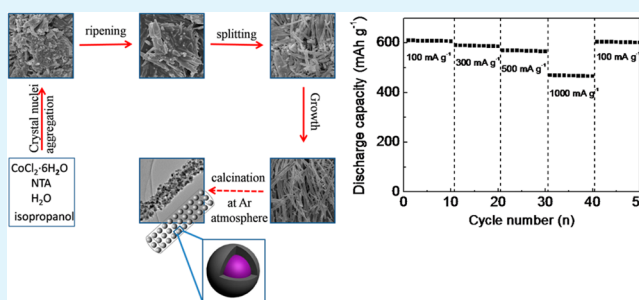 ripening
splitting
Crystal nuclei
aggregation
Growth
CoCl₂·6H₂O
NTA
H₂O
isopropanol
calcination
at Ar
atmosphere
Discharge capacity (mAh g⁻¹)
600
400
200
0
100 mA g⁻¹
300 mA g⁻¹
500 mA g⁻¹
1000 mA g⁻¹
100 mA g⁻¹
0 10 20 30 40 50
Cycle number (n)